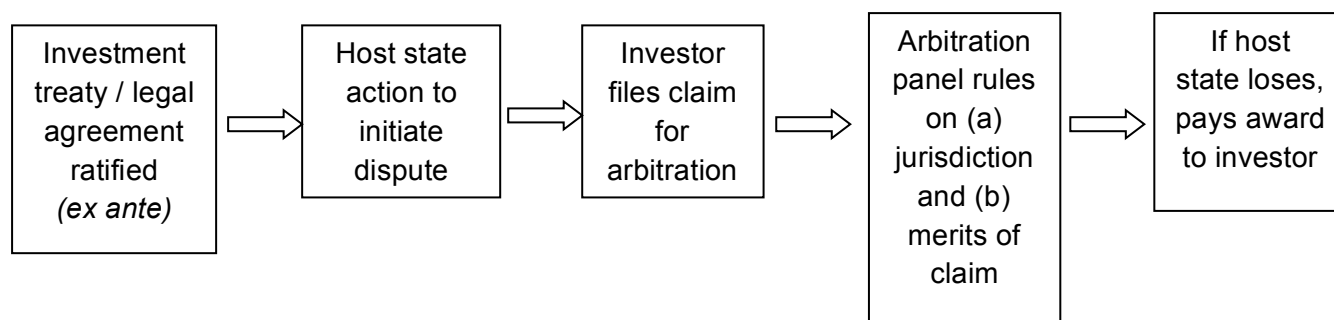 Investment
treaty / legal
agreement
ratified
(ex ante)
Host state
action to
initiate
dispute
Investor
files claim
for
arbitration
Arbitration
panel rules
on (a)
jurisdiction
and (b)
merits of
claim
If host
state loses,
pays award
to investor